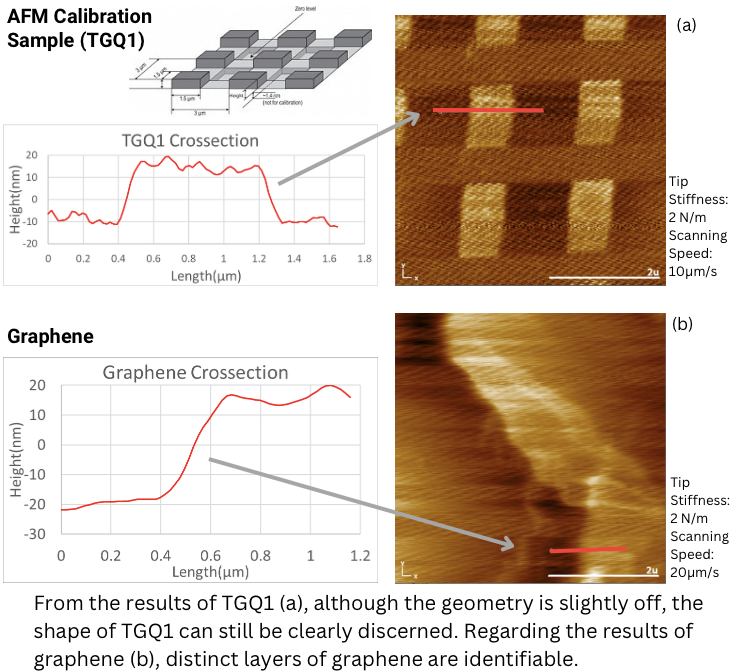 AFM Calibration
Sample (TGQ1)
Zero level
3 µm
1.5 µm
1.5 µm
3 µm
Height
(not for calibration)
TGQ1 Crossection
Height(nm)
20
10
0
-10
-20
0 0.2 0.4 0.6 0.8 1 1.2 1.4 1.6 1.8
Length(µm)
(a)
Tip
Stiffness:
2 N/m
Scanning
Speed:
10µm/s
Y
X
2u
Graphene
Graphene Crossection
Height(nm)
20
10
0
-10
-20
-30
0 0.2 0.4 0.6 0.8 1 1.2
Length(µm)
(b)
Tip
Stiffness:
2 N/m
Scanning
Speed:
20µm/s
Y
X
2u
From the results of TGQ1 (a), although the geometry is slightly off, the
shape of TGQ1 can still be clearly discerned. Regarding the results of
graphene (b), distinct layers of graphene are identifiable.